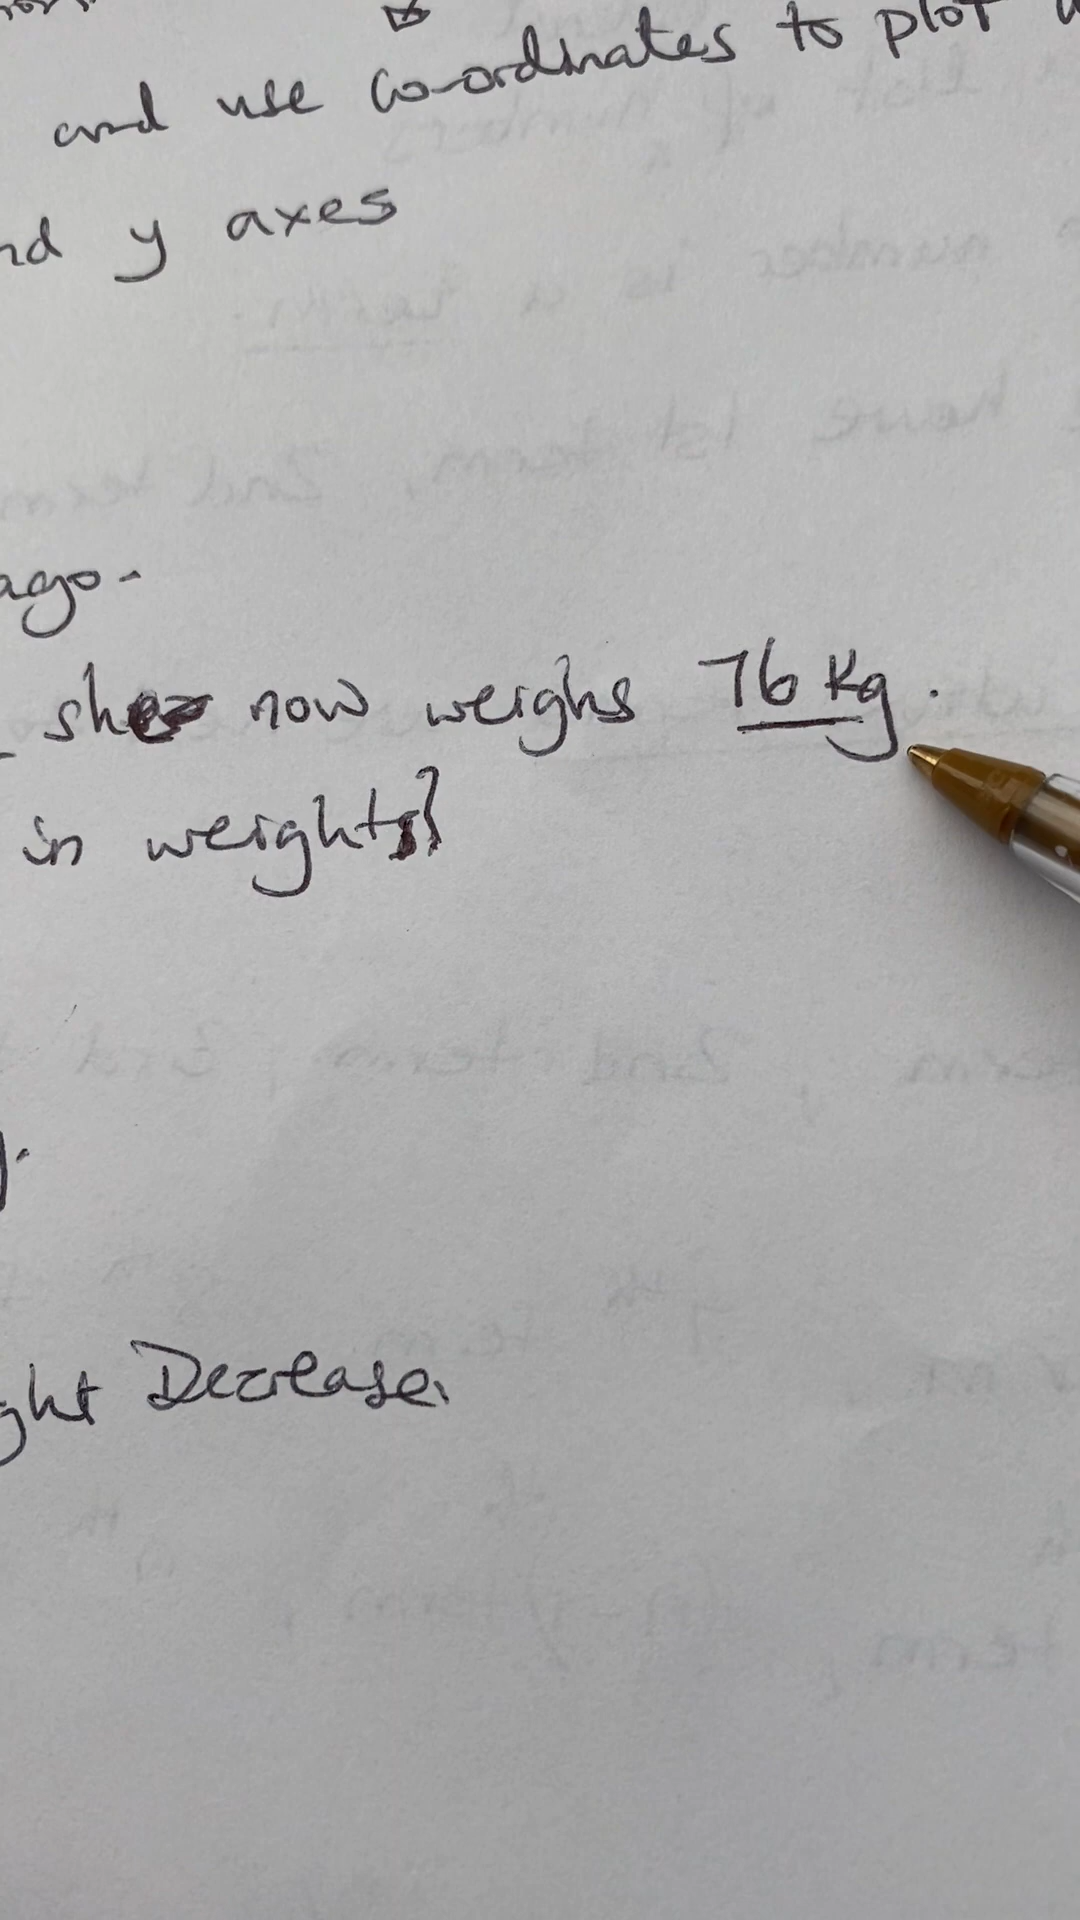 and use co-ordinates to plot
nd y axes
ago.
she now weighs 76 kg.
in weight?
ght Decrease.